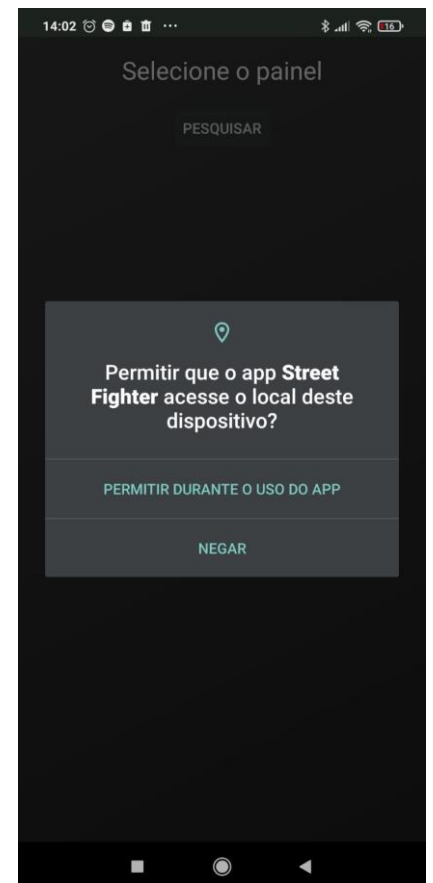 14:02
16
Selecione o painel
PESQUISAR
Permitir que o app Street
Fighter acesse o local deste
dispositivo?
PERMITIR DURANTE O USO DO APP
NEGAR